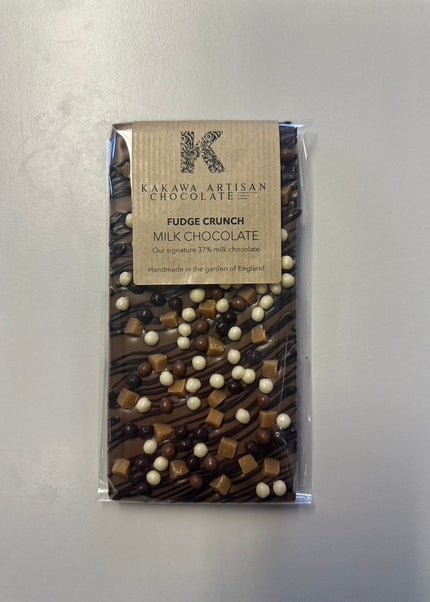 K
KAKAWA ARTISAN
CHOCOLATE
FUDGE CRUNCH
MILK CHOCOLATE
Our signature 37% milk chocolate
Handmade in the garden of England